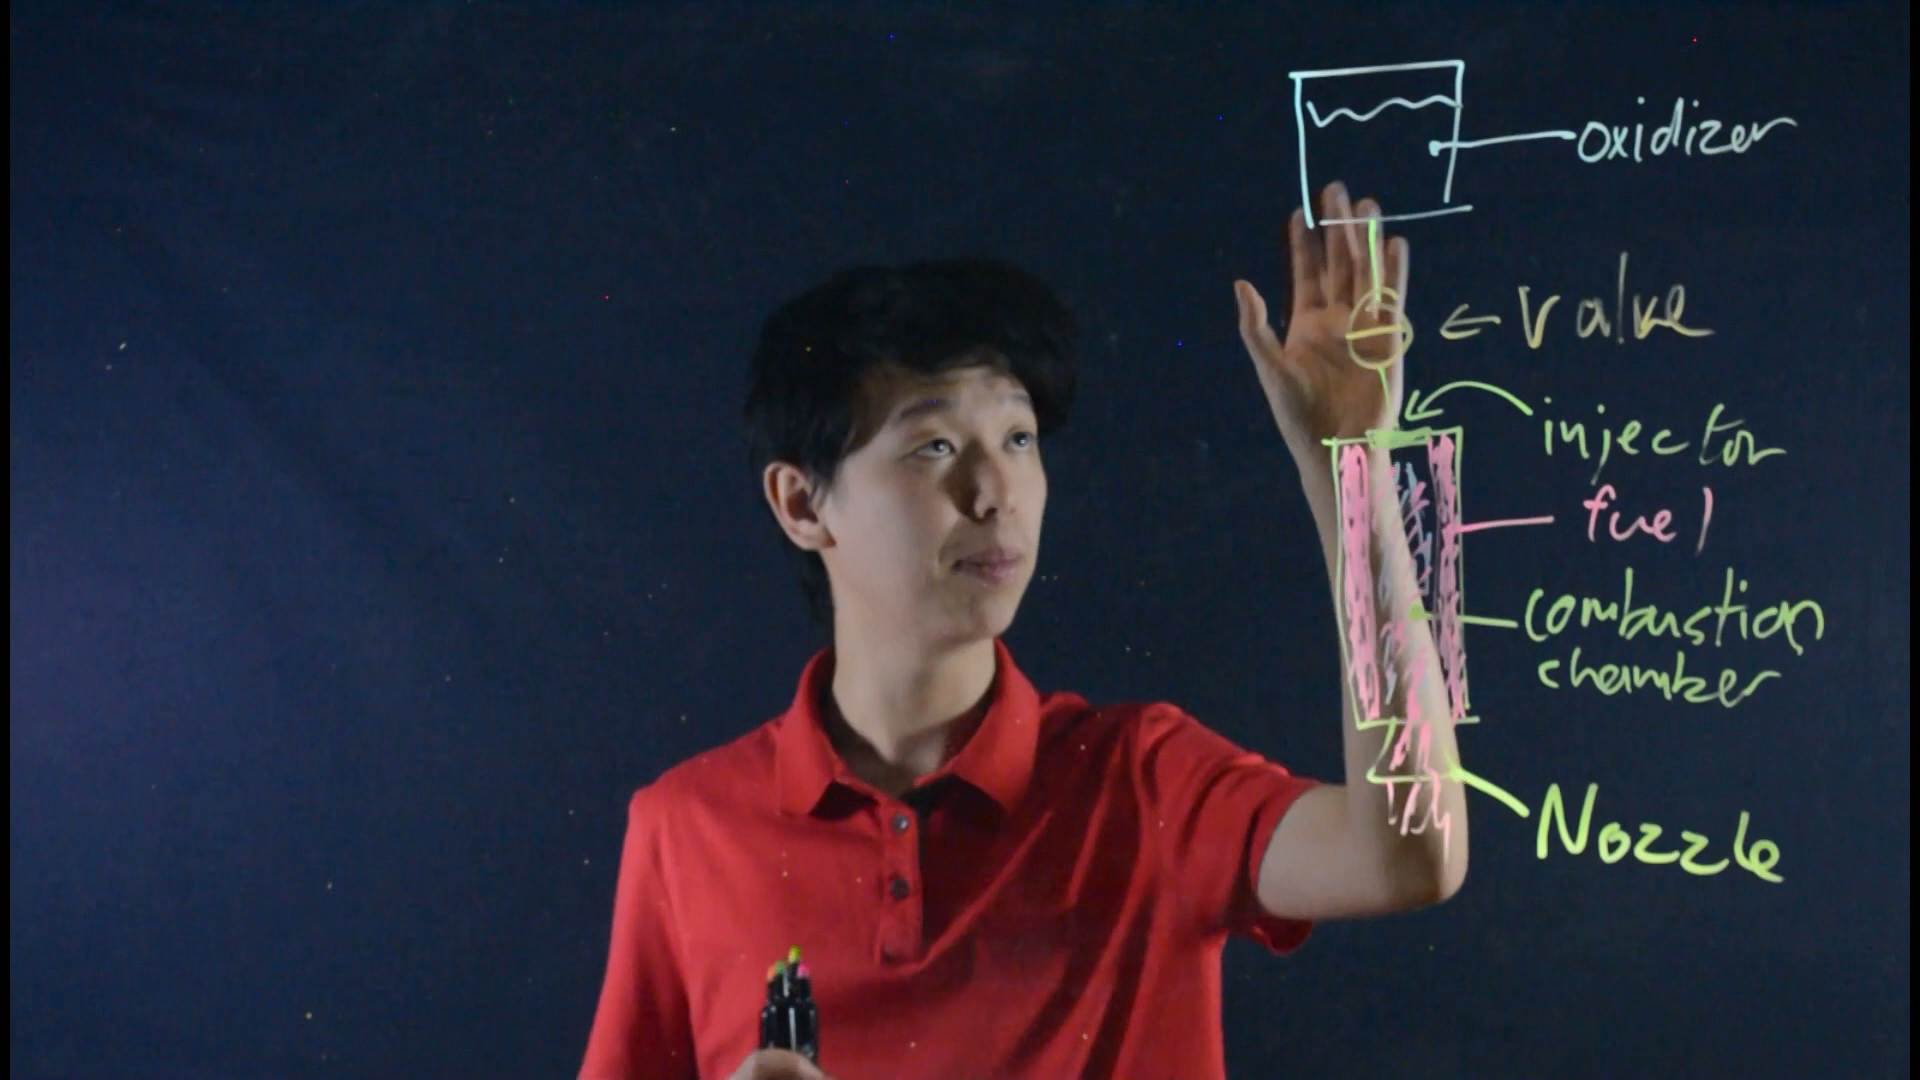 oxidizer
valve
injector
fuel
combustion
chamber
Nozzle